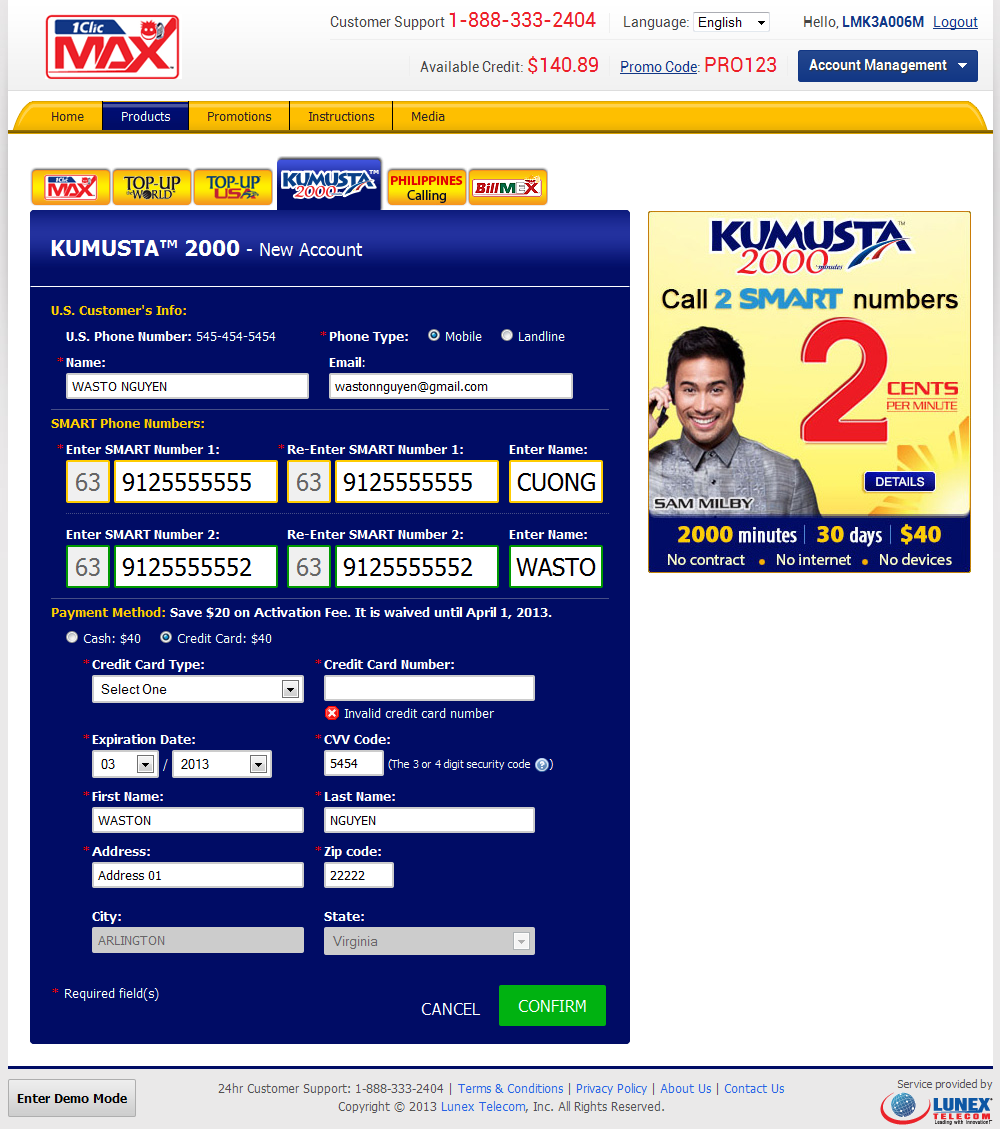 1Clic
MAX
Customer Support 1-888-333-2404
Language: English
Hello, LMK3A006M Logout
Available Credit: $140.89
Promo Code: PRO123
Account Management
Home Products Promotions Instructions Media
1Clic MAX
TOP-UP the WORLD
TOP-UP USA
KUMUSTA™ 2000 minutes
PHILIPPINES Calling
BillMEX
KUMUSTA™ 2000 - New Account
U.S. Customer's Info:
U.S. Phone Number: 545-454-5454
* Phone Type: Mobile Landline
* Name: Email:
WASTO NGUYEN wastonnguyen@gmail.com
SMART Phone Numbers:
* Enter SMART Number 1: * Re-Enter SMART Number 1: Enter Name:
63 9125555555 63 9125555555 CUONG
Enter SMART Number 2: Re-Enter SMART Number 2: Enter Name:
63 9125555552 63 9125555552 WASTO
Payment Method: Save $20 on Activation Fee. It is waived until April 1, 2013.
Cash: $40 Credit Card: $40
* Credit Card Type: * Credit Card Number:
Select One
Invalid credit card number
* Expiration Date: * CVV Code:
03 / 2013 5454 (The 3 or 4 digit security code ?)
* First Name: * Last Name:
WASTON NGUYEN
* Address: * Zip code:
Address 01 22222
City: State:
ARLINGTON Virginia
* Required field(s)
CANCEL CONFIRM
KUMUSTA™
2000 minutes
Call 2 SMART numbers
2 CENTS
PER MINUTE
DETAILS
SAM MILBY
2000 minutes | 30 days | $40
No contract • No internet • No devices
Enter Demo Mode
24hr Customer Support: 1-888-333-2404 | Terms & Conditions | Privacy Policy | About Us | Contact Us
Copyright © 2013 Lunex Telecom, Inc. All Rights Reserved.
Service provided by
LUNEX
TELECOM
Leading with Innovation!™